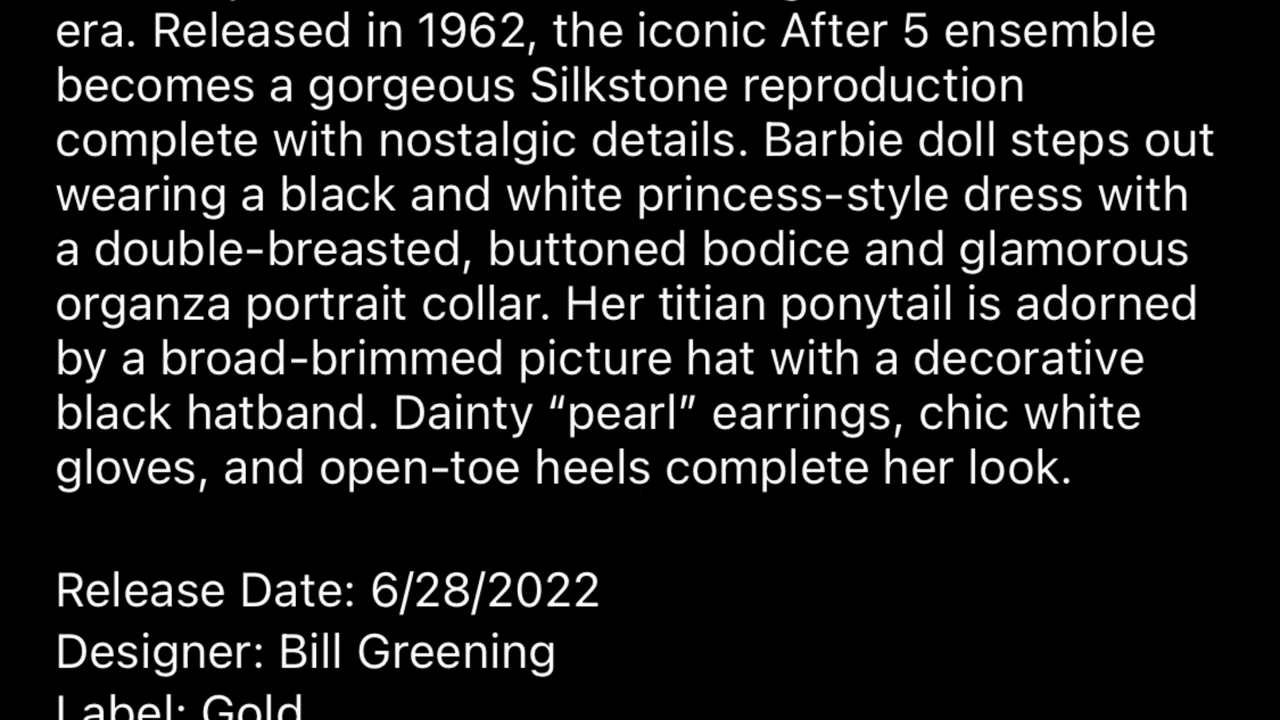 era. Released in 1962, the iconic After 5 ensemble
becomes a gorgeous Silkstone reproduction
complete with nostalgic details. Barbie doll steps out
wearing a black and white princess-style dress with
a double-breasted, buttoned bodice and glamorous
organza portrait collar. Her titian ponytail is adorned
by a broad-brimmed picture hat with a decorative
black hatband. Dainty “pearl” earrings, chic white
gloves, and open-toe heels complete her look.
Release Date: 6/28/2022
Designer: Bill Greening
Label: Gold